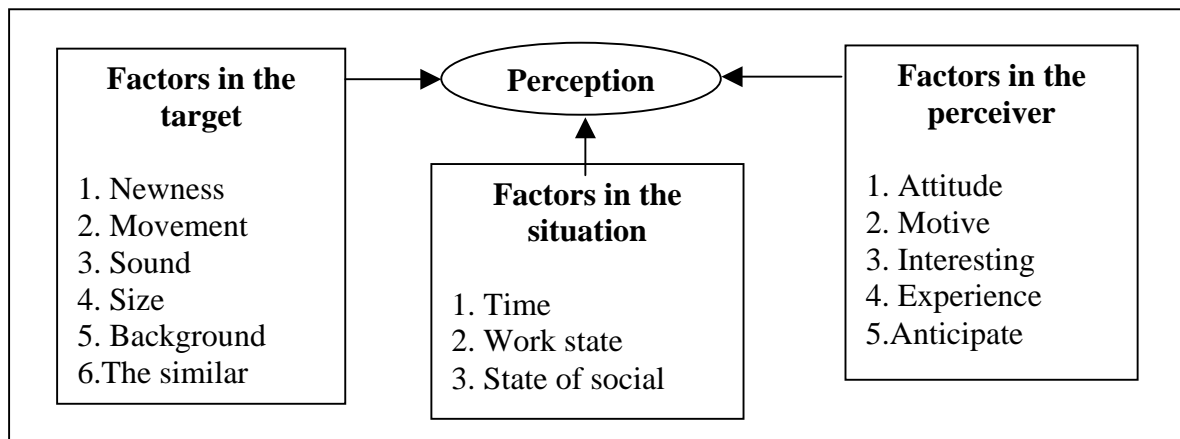 Factors in the
target
1. Newness
2. Movement
3. Sound
4. Size
5. Background
6.The similar
Perception
Factors in the
situation
1. Time
2. Work state
3. State of social
Factors in the
perceiver
1. Attitude
2. Motive
3. Interesting
4. Experience
5.Anticipate